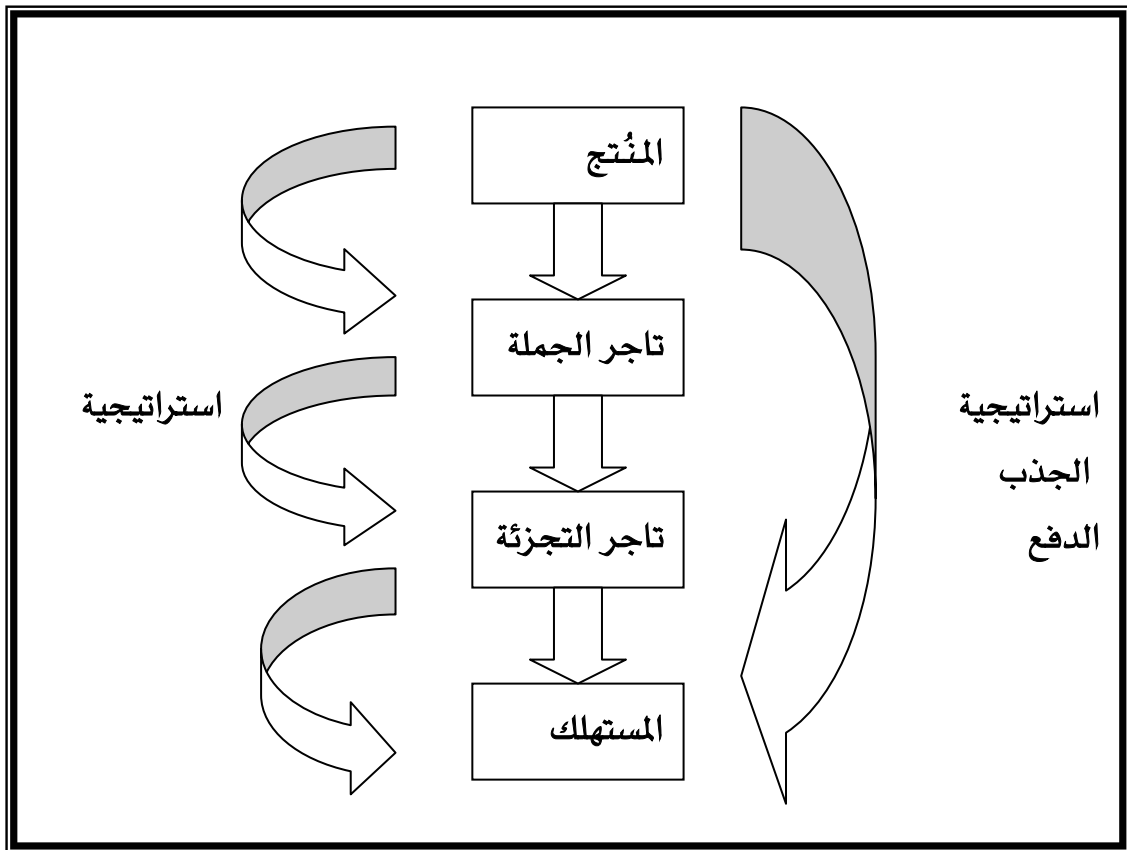 المنُتج
تاجر الجملة
استراتيجية
استراتيجية
الجذب
تاجر التجزئة
الدفع
المستهلك